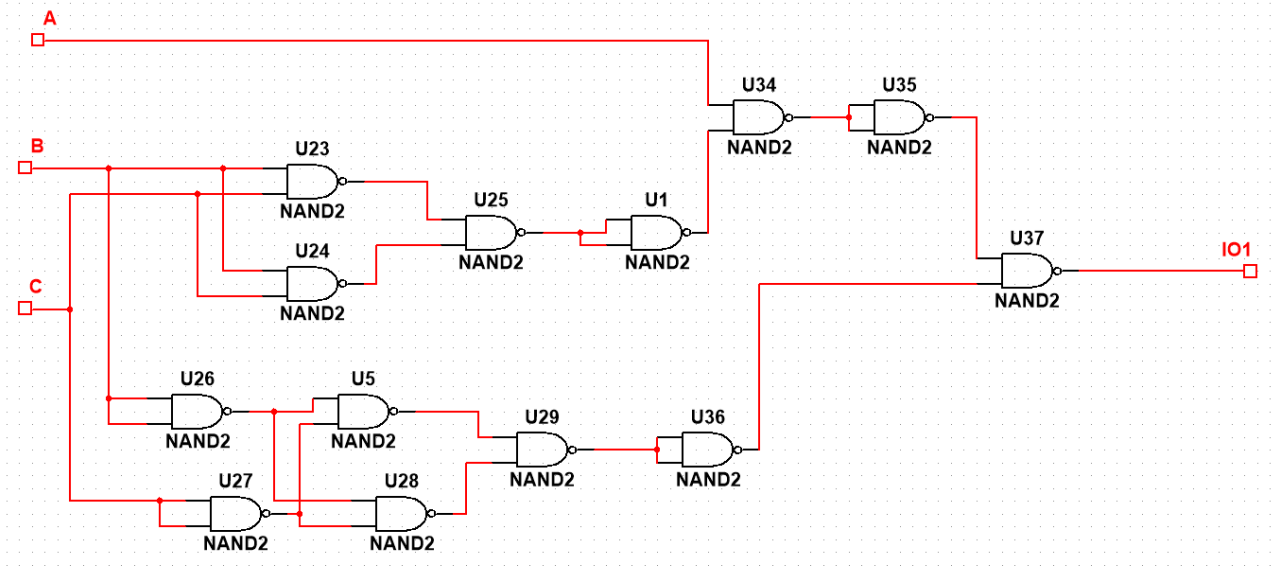 A
U34
U35
NAND2
NAND2
B
U23
NAND2
U25
U1
NAND2
NAND2
U24
NAND2
U37
IO1
NAND2
C
U26
U5
NAND2
NAND2
U29
U36
NAND2
NAND2
U27
U28
NAND2
NAND2